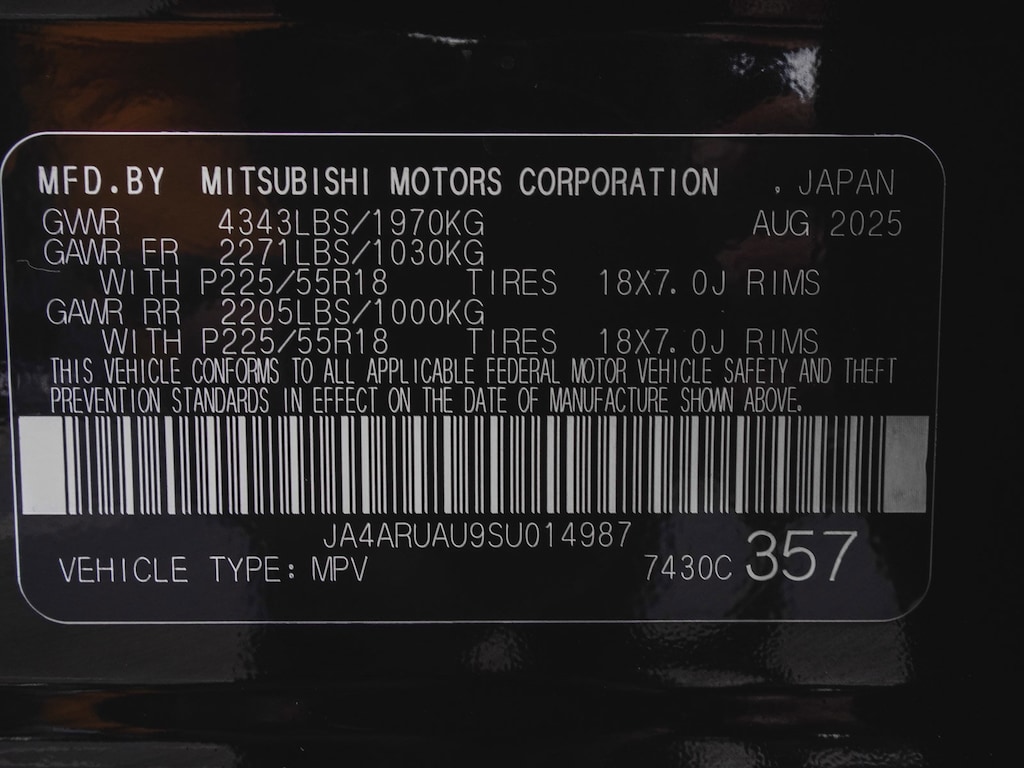 MFD.BY MITSUBISHI MOTORS CORPORATION , JAPAN
GVWR 4343LBS/1970KG AUG 2025
GAWR FR 2271LBS/1030KG
WITH P225/55R18 TIRES 18X7.0J RIMS
GAWR RR 2205LBS/1000KG
WITH P225/55R18 TIRES 18X7.0J RIMS
THIS VEHICLE CONFORMS TO ALL APPLICABLE FEDERAL MOTOR VEHICLE SAFETY AND THEFT
PREVENTION STANDARDS IN EFFECT ON THE DATE OF MANUFACTURE SHOWN ABOVE.
JA4ARUAU9SU014987
VEHICLE TYPE: MPV 7430C 357